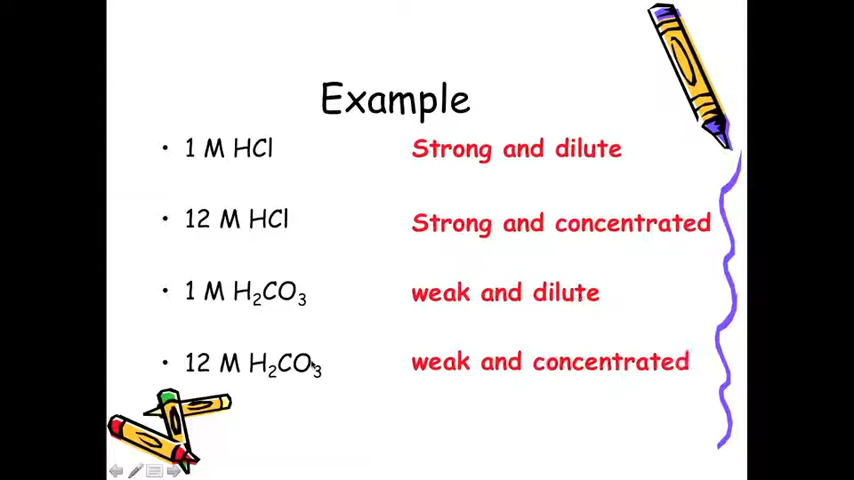 Example
• 1 M HCl Strong and dilute
• 12 M HCl Strong and concentrated
• 1 M H₂CO₃ weak and dilute
• 12 M H₂CO₃ weak and concentrated